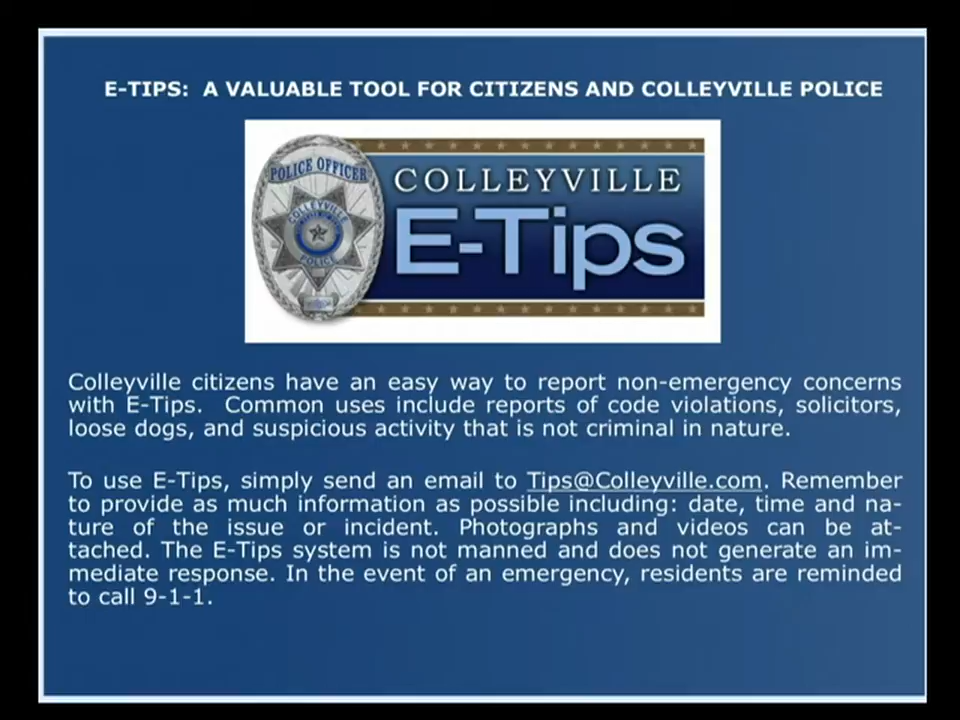 E-TIPS:  A VALUABLE TOOL FOR CITIZENS AND COLLEYVILLE POLICE
POLICE OFFICER
COLLEYVILLE
POLICE
COLLEYVILLE
E-Tips
Colleyville citizens have an easy way to report non-emergency concerns
with E-Tips.  Common uses include reports of code violations, solicitors,
loose dogs, and suspicious activity that is not criminal in nature.
To use E-Tips, simply send an email to Tips@Colleyville.com. Remember
to provide as much information as possible including: date, time and na-
ture of the issue or incident. Photographs and videos can be at-
tached. The E-Tips system is not manned and does not generate an im-
mediate response. In the event of an emergency, residents are reminded
to call 9-1-1.